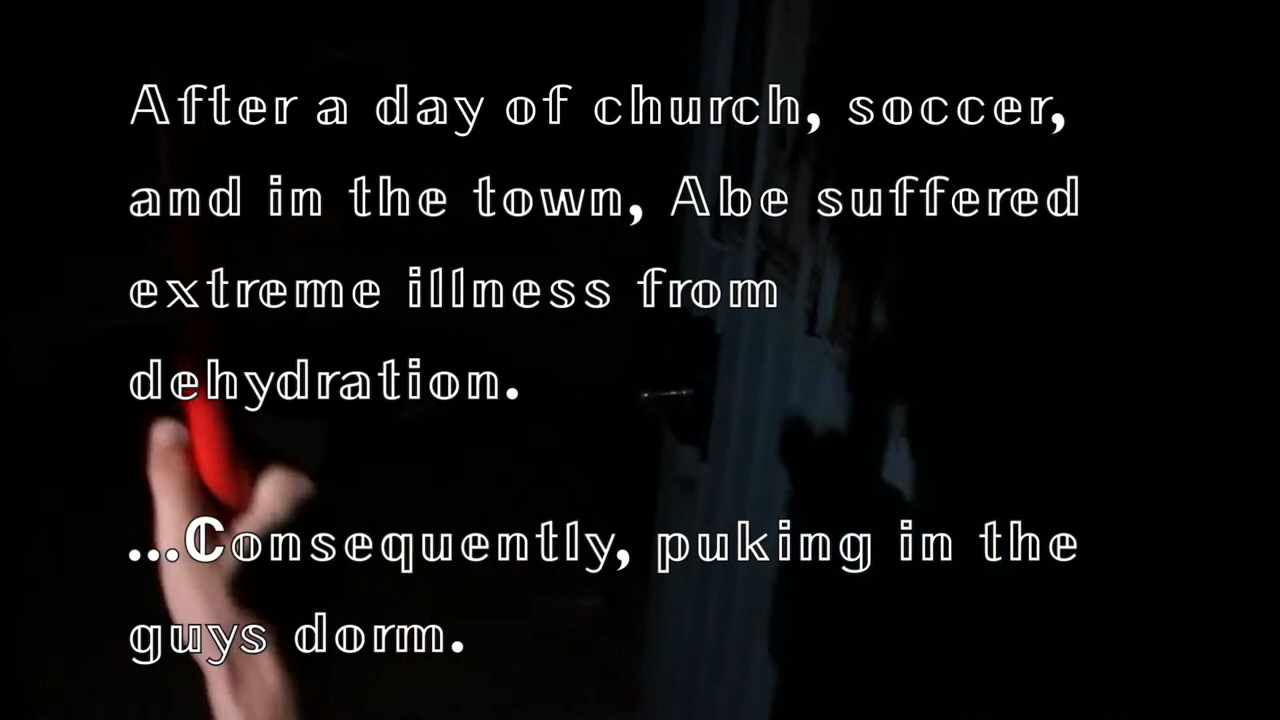 After a day of church, soccer,
and in the town, Abe suffered
extreme illness from
dehydration.
...Consequently, puking in the
guys dorm.